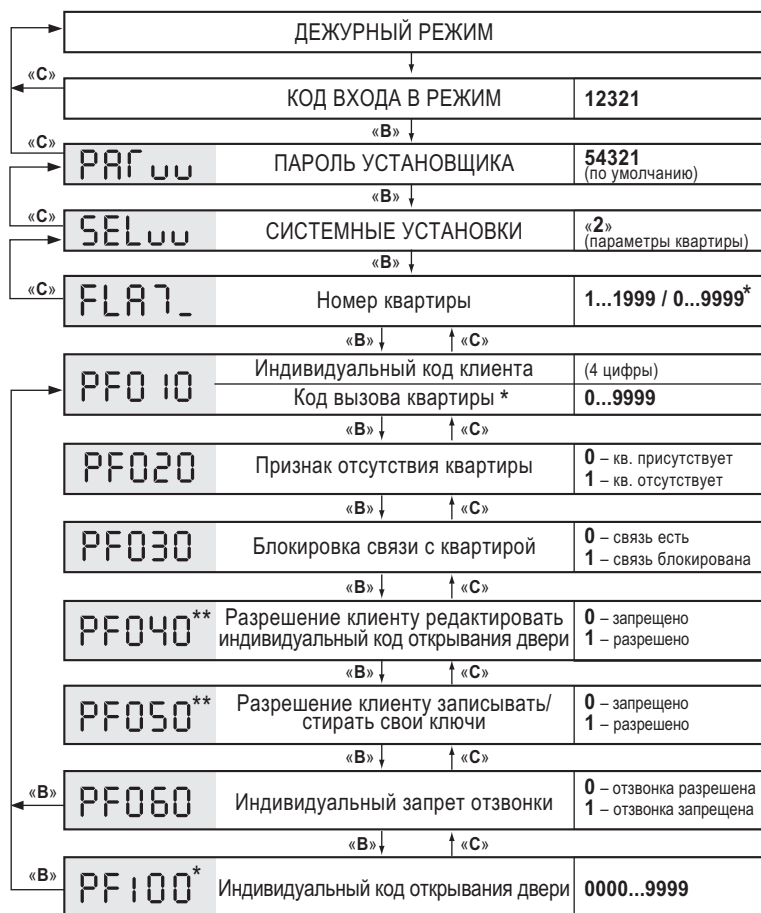 ДЕЖУРНЫЙ РЕЖИМ
«C»
КОД ВХОДА В РЕЖИМ
12321
«B»
«C»
PAГ ᴗᴗ
ПАРОЛЬ УСТАНОВЩИКА
54321
(по умолчанию)
«B»
«C»
SELᴗᴗ
СИСТЕМНЫЕ УСТАНОВКИ
«2»
(параметры квартиры)
«B»
«C»
FLAT_
Номер квартиры
1...1999 / 0...9999*
«B» «C»
PF010
Индивидуальный код клиента
(4 цифры)
Код вызова квартиры *
0...9999
«B» «C»
PF020
Признак отсутствия квартиры
0 – кв. присутствует
1 – кв. отсутствует
«B» «C»
PF030
Блокировка связи с квартирой
0 – связь есть
1 – связь блокирована
«B» «C»
PF040**
Разрешение клиенту редактировать
индивидуальный код открывания двери
0 – запрещено
1 – разрешено
«B» «C»
PF050**
Разрешение клиенту записывать/
стирать свои ключи
0 – запрещено
1 – разрешено
«B» «C»
«B»
PF060
Индивидуальный запрет отзвонки
0 – отзвонка разрешена
1 – отзвонка запрещена
«B» «C»
«B»
PF100*
Индивидуальный код открывания двери
0000...9999